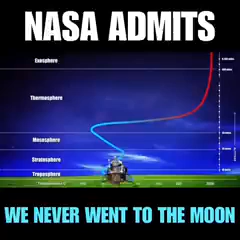 NASA ADMITS
Exosphere
Thermosphere
Mesosphere
Stratosphere
Troposphere
WE NEVER WENT TO THE MOON